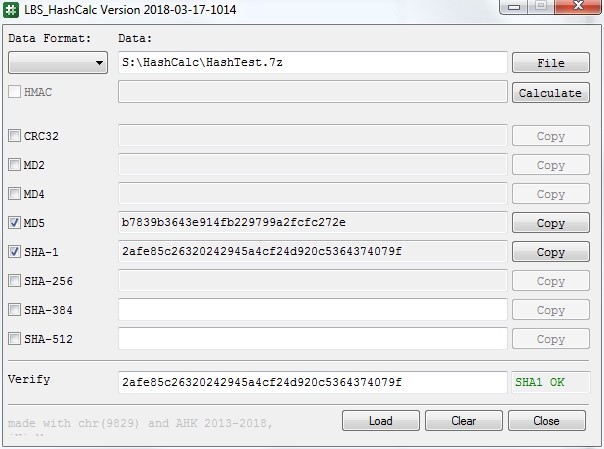 LBS_HashCalc Version 2018-03-17-1014
Data Format: Data:
S:\HashCalc\HashTest.7z File
HMAC Calculate
CRC32 Copy
MD2 Copy
MD4 Copy
MD5 b7839b3643e914fb229799a2fcfc272e Copy
SHA-1 2afe85c26320242945a4cf24d920c5364374079f Copy
SHA-256 Copy
SHA-384 Copy
SHA-512 Copy
Verify 2afe85c26320242945a4cf24d920c5364374079f SHA1 OK
made with chr(9829) and AHK 2013-2018, Load Clear Close